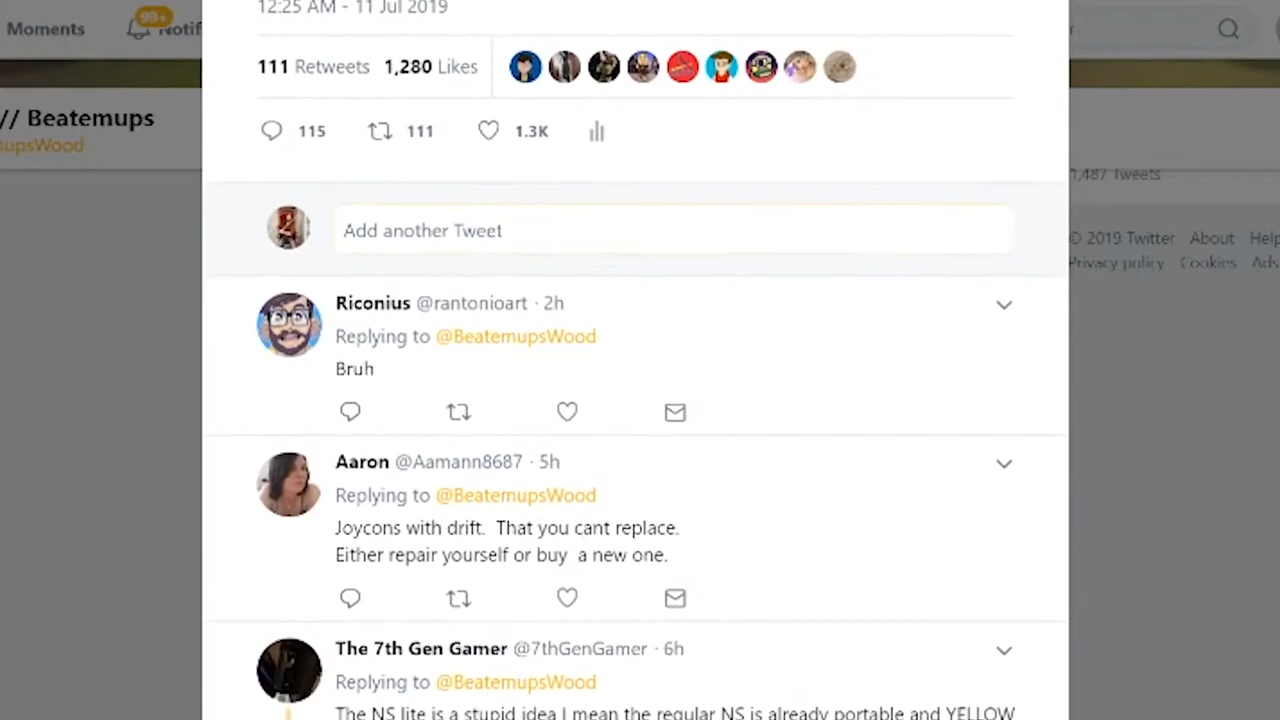 12:25 AM - 11 Jul 2019
Moments
99+
Notif
// Beatemups
mupsWood
111 Retweets 1,280 Likes
115 111 1.3K
1,487 Tweets
Add another Tweet
© 2019 Twitter About Help
Privacy policy Cookies Ads
Riconius @rantonioart · 2h
Replying to @BeatemupsWood
Bruh
Aaron @Aamann8687 · 5h
Replying to @BeatemupsWood
Joycons with drift. That you cant replace.
Either repair yourself or buy a new one.
The 7th Gen Gamer @7thGenGamer · 6h
Replying to @BeatemupsWood
The NS lite is a stupid idea I mean the regular NS is already portable and YELLOW